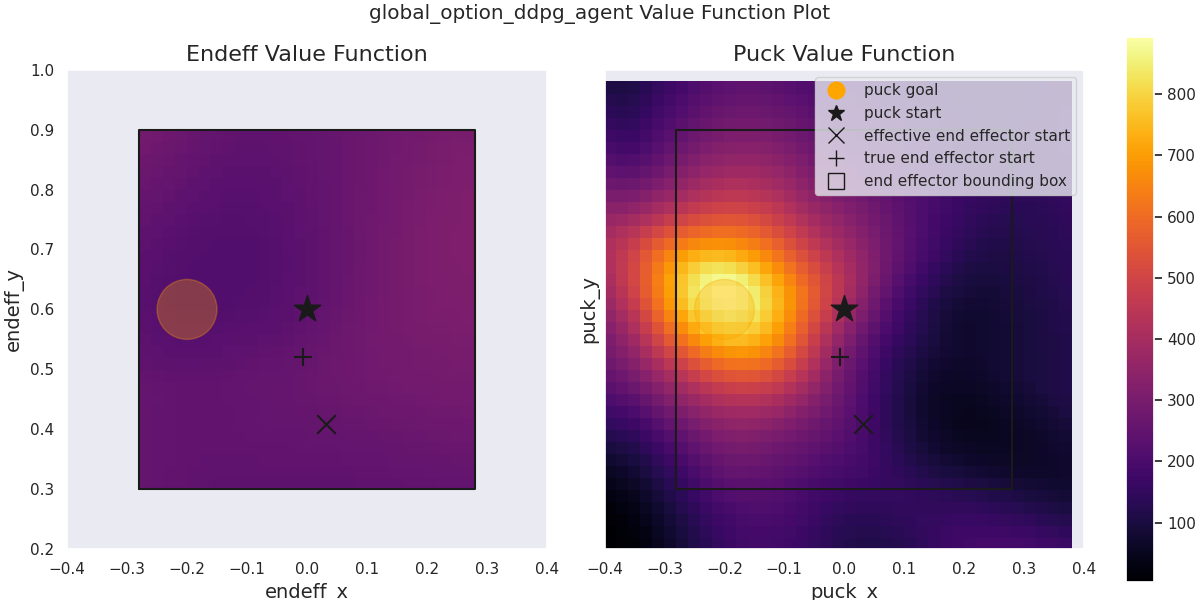 global_option_ddpg_agent Value Function Plot
Endeff Value Function
endeff_y
1.0
0.9
0.8
0.7
0.6
0.5
0.4
0.3
0.2
−0.4 −0.3 −0.2 −0.1 0.0 0.1 0.2 0.3 0.4
endeff_x
Puck Value Function
puck_y
puck goal
puck start
effective end effector start
true end effector start
end effector bounding box
−0.4 −0.3 −0.2 −0.1 0.0 0.1 0.2 0.3 0.4
puck_x
800
700
600
500
400
300
200
100